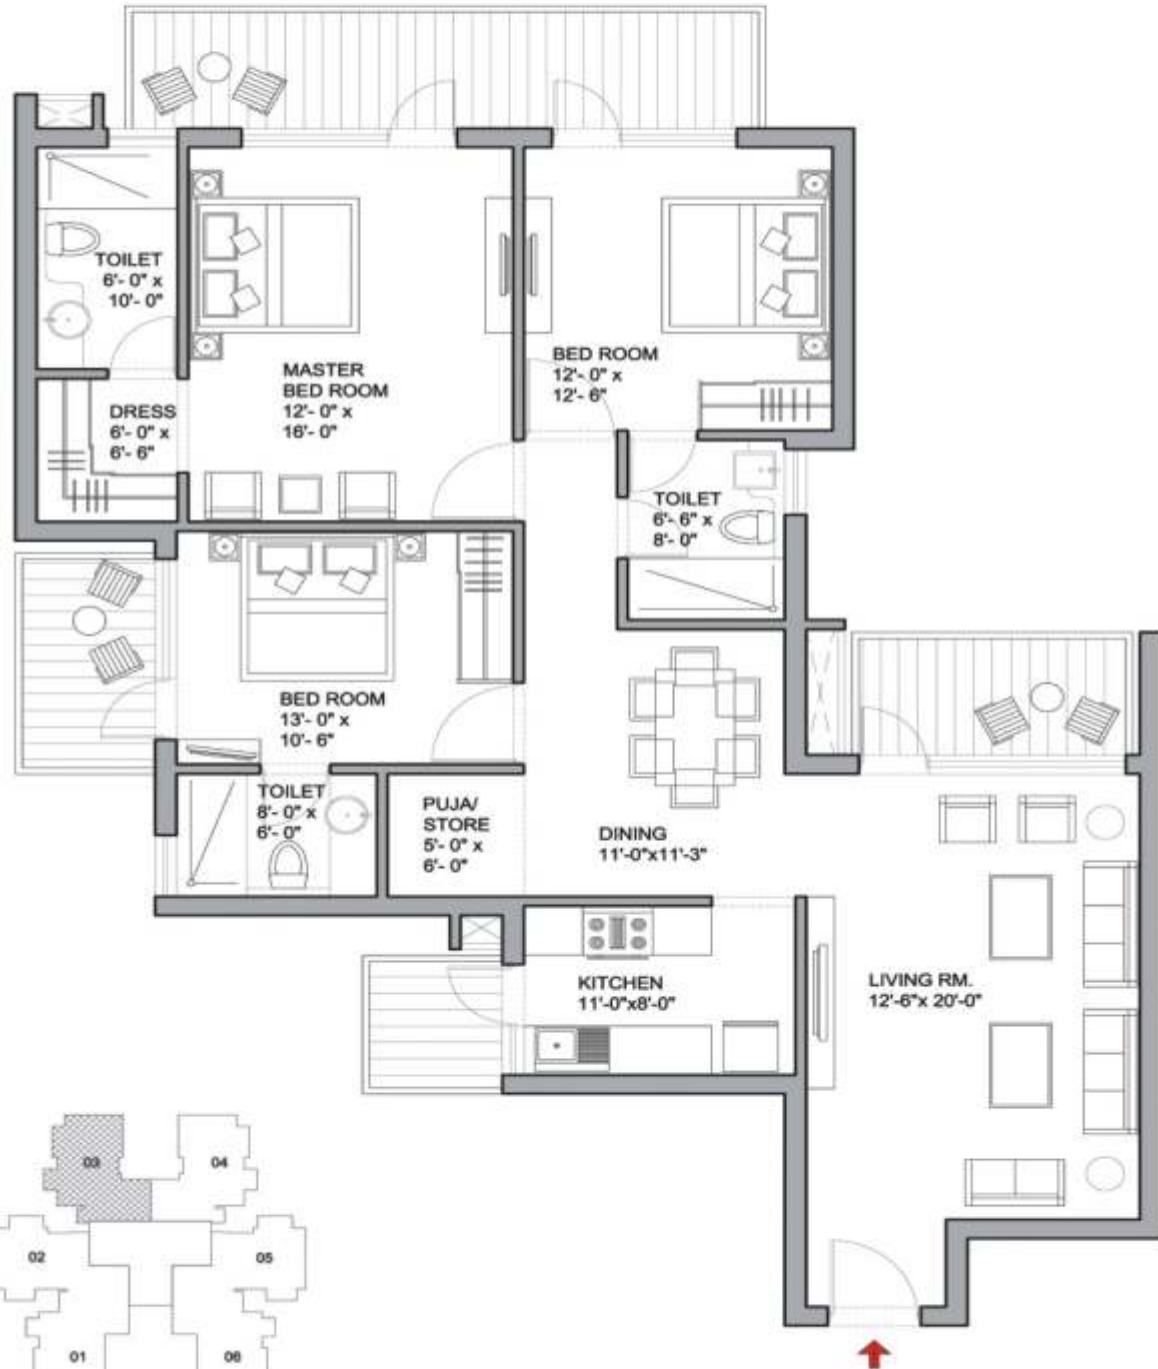 TOILET
6'- 0" x
10'- 0"
MASTER
BED ROOM
12'- 0" x
16'- 0"
BED ROOM
12'- 0" x
12'- 6"
DRESS
6'- 0" x
6'- 6"
TOILET
6'- 6" x
8'- 0"
BED ROOM
13'- 0" x
10'- 6"
TOILET
8'- 0" x
6'- 0"
PUJA/
STORE
5'- 0" x
6'- 0"
DINING
11'-0"x11'-3"
KITCHEN
11'-0"x8'-0"
LIVING RM.
12'-6"x 20'-0"
03
04
02
05
01
06